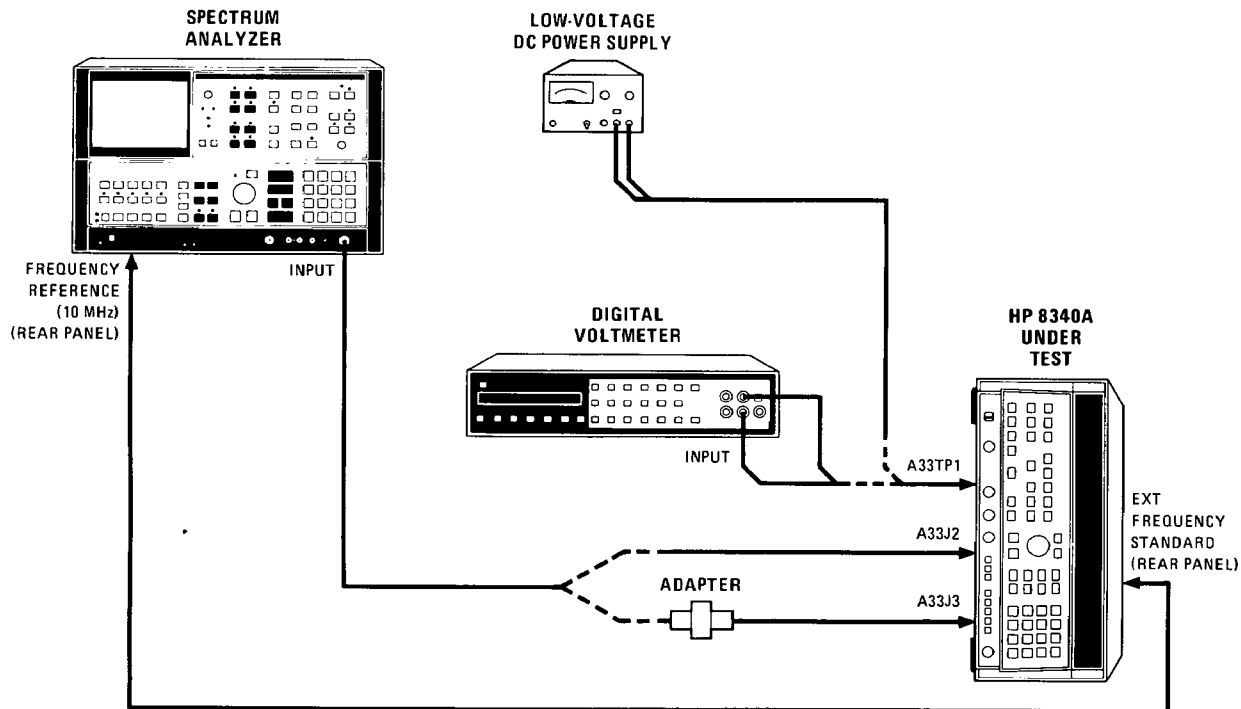 SPECTRUM
ANALYZER
LOW-VOLTAGE
DC POWER SUPPLY
FREQUENCY
REFERENCE
(10 MHz)
(REAR PANEL)
INPUT
DIGITAL
VOLTMETER
INPUT
HP 8340A
UNDER
TEST
A33TP1
A33J2
ADAPTER
A33J3
EXT
FREQUENCY
STANDARD
(REAR PANEL)